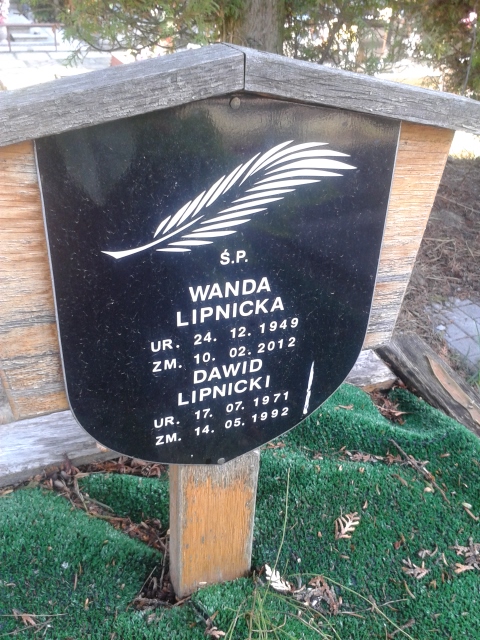 Ś.P.
WANDA
LIPNICKA
UR. 24. 12. 1949
ZM. 10. 02. 2012
DAWID
LIPNICKI
UR. 17. 07. 1971
ZM. 14. 05. 1992